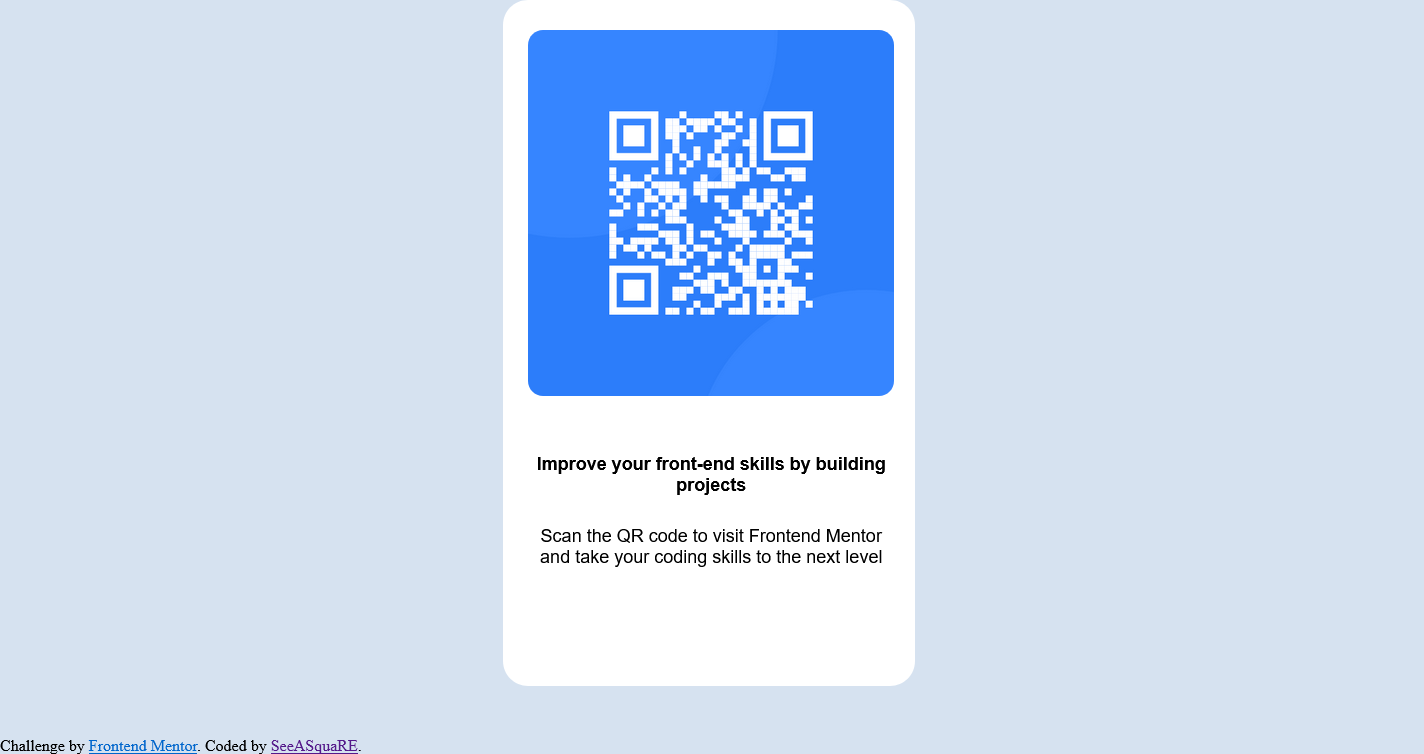 Improve your front-end skills by building
projects
Scan the QR code to visit Frontend Mentor
and take your coding skills to the next level
Challenge by Frontend Mentor. Coded by SeeASquaRE.